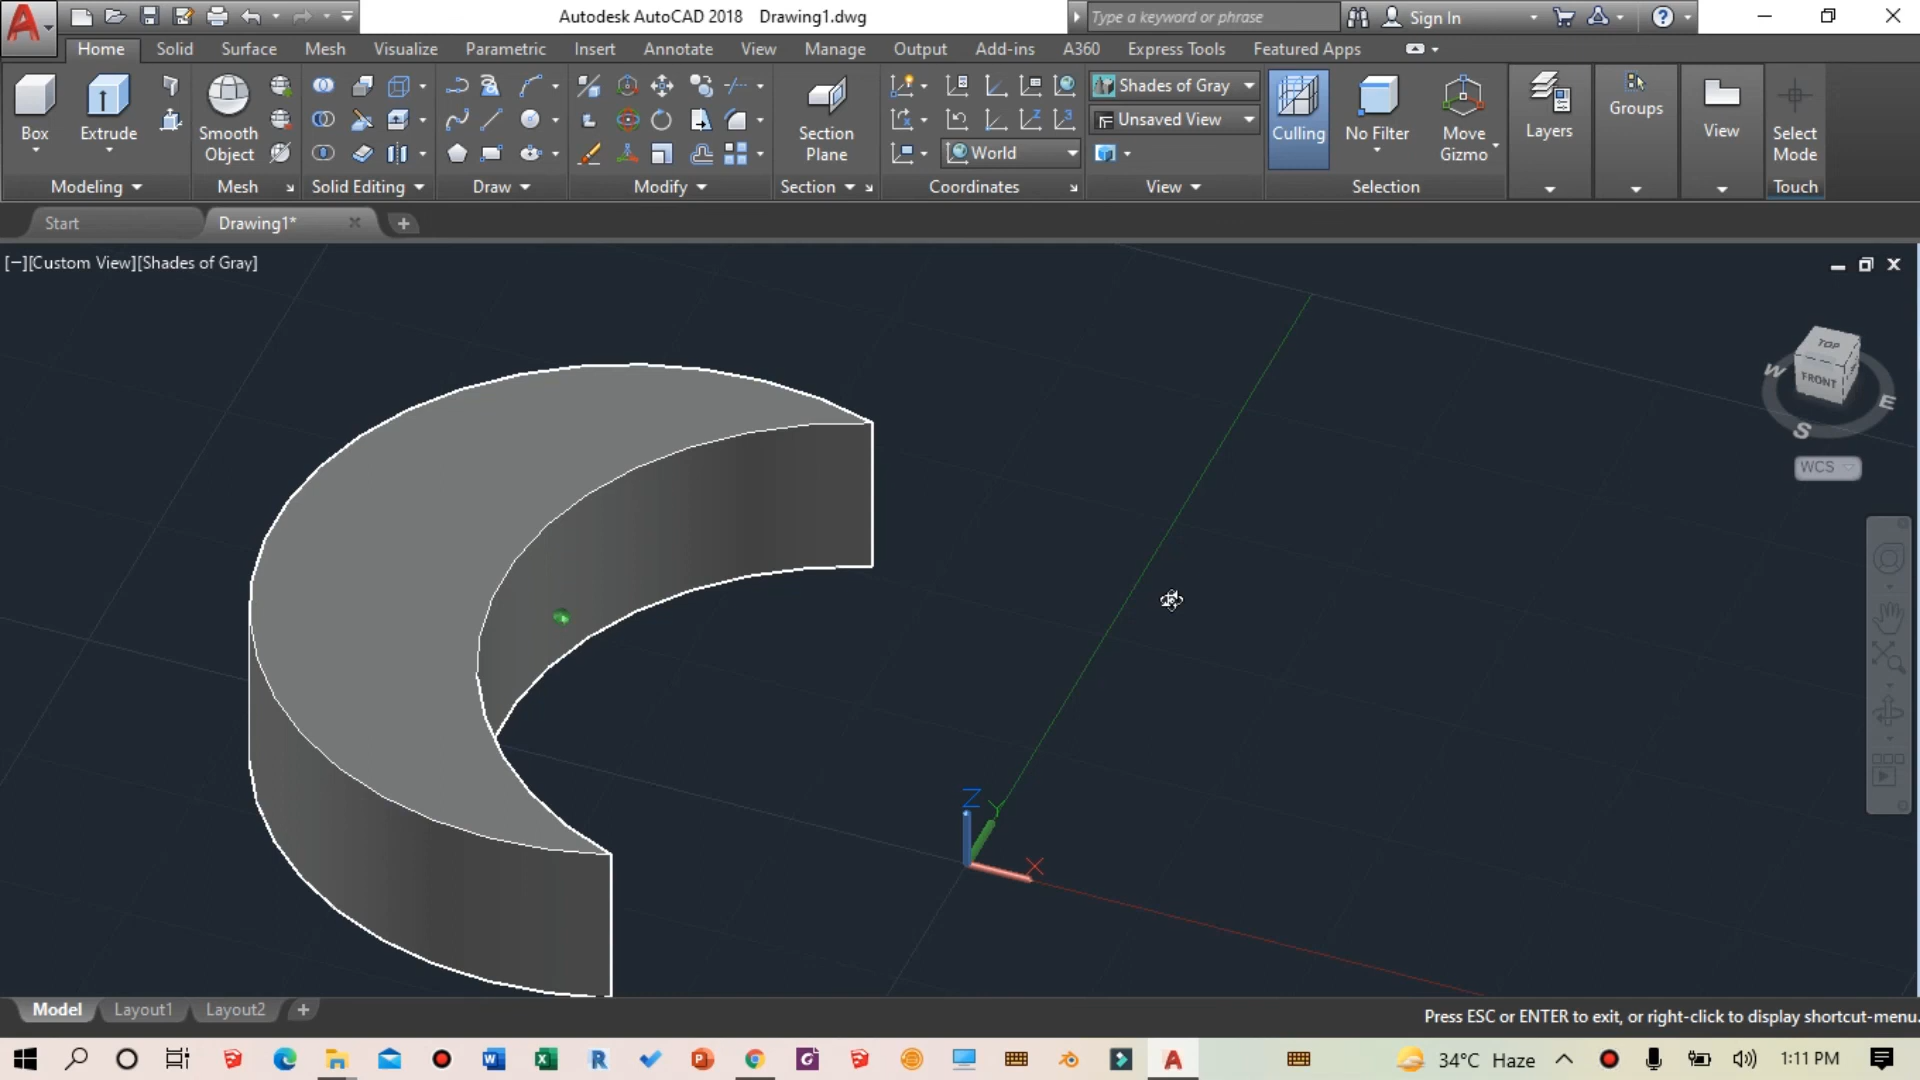 Autodesk AutoCAD 2018 Drawing1.dwg
Type a keyword or phrase
Sign In
Home Solid Surface Mesh Visualize Parametric Insert Annotate View Manage Output Add-ins A360 Express Tools Featured Apps
Box
Extrude
Smooth Object
Section Plane
World
Shades of Gray
Unsaved View
Culling
No Filter
Move Gizmo
Layers
Groups
View
Select Mode
Modeling Mesh Solid Editing Draw Modify Section Coordinates View Selection Touch
Start Drawing1*
[−][Custom View][Shades of Gray]
TOP
FRONT
W
E
S
WCS
Z
Y
X
Model Layout1 Layout2
Press ESC or ENTER to exit, or right-click to display shortcut-menu.
34°C Haze 1:11 PM